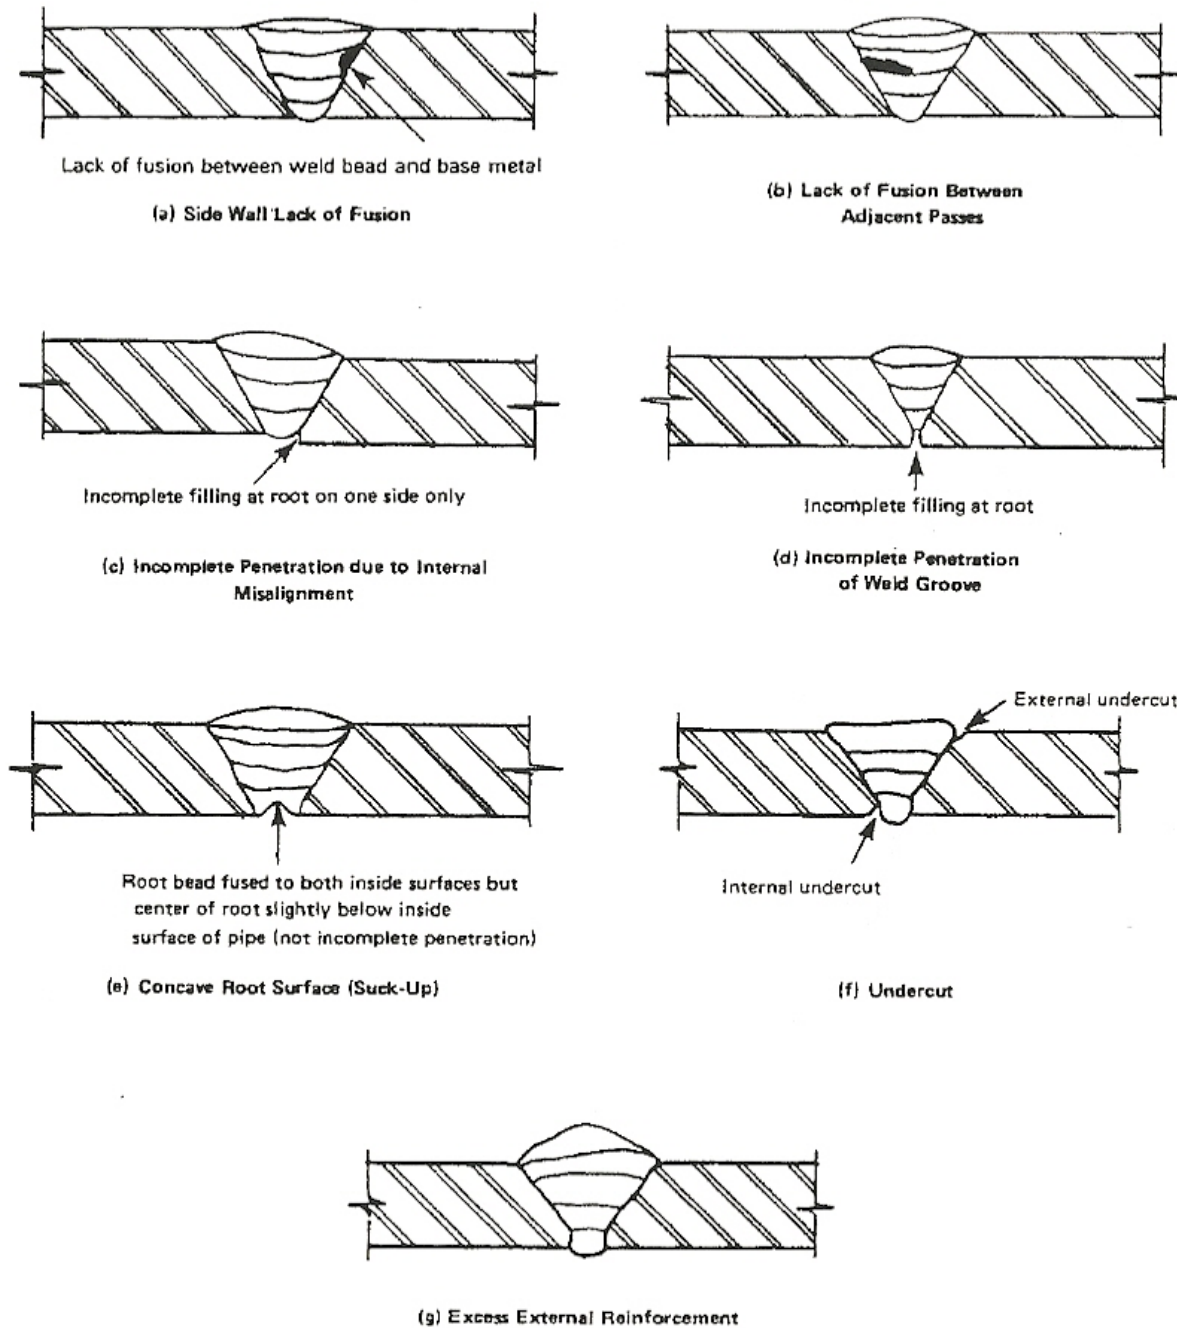 Lack of fusion between weld bead and base metal
(a) Side Wall Lack of Fusion
(b) Lack of Fusion Between
Adjacent Passes
Incomplete filling at root on one side only
(c) Incomplete Penetration due to Internal
Misalignment
Incomplete filling at root
(d) Incomplete Penetration
of Weld Groove
Root bead fused to both inside surfaces but
center of root slightly below inside
surface of pipe (not incomplete penetration)
(e) Concave Root Surface (Suck-Up)
External undercut
Internal undercut
(f) Undercut
(g) Excess External Reinforcement